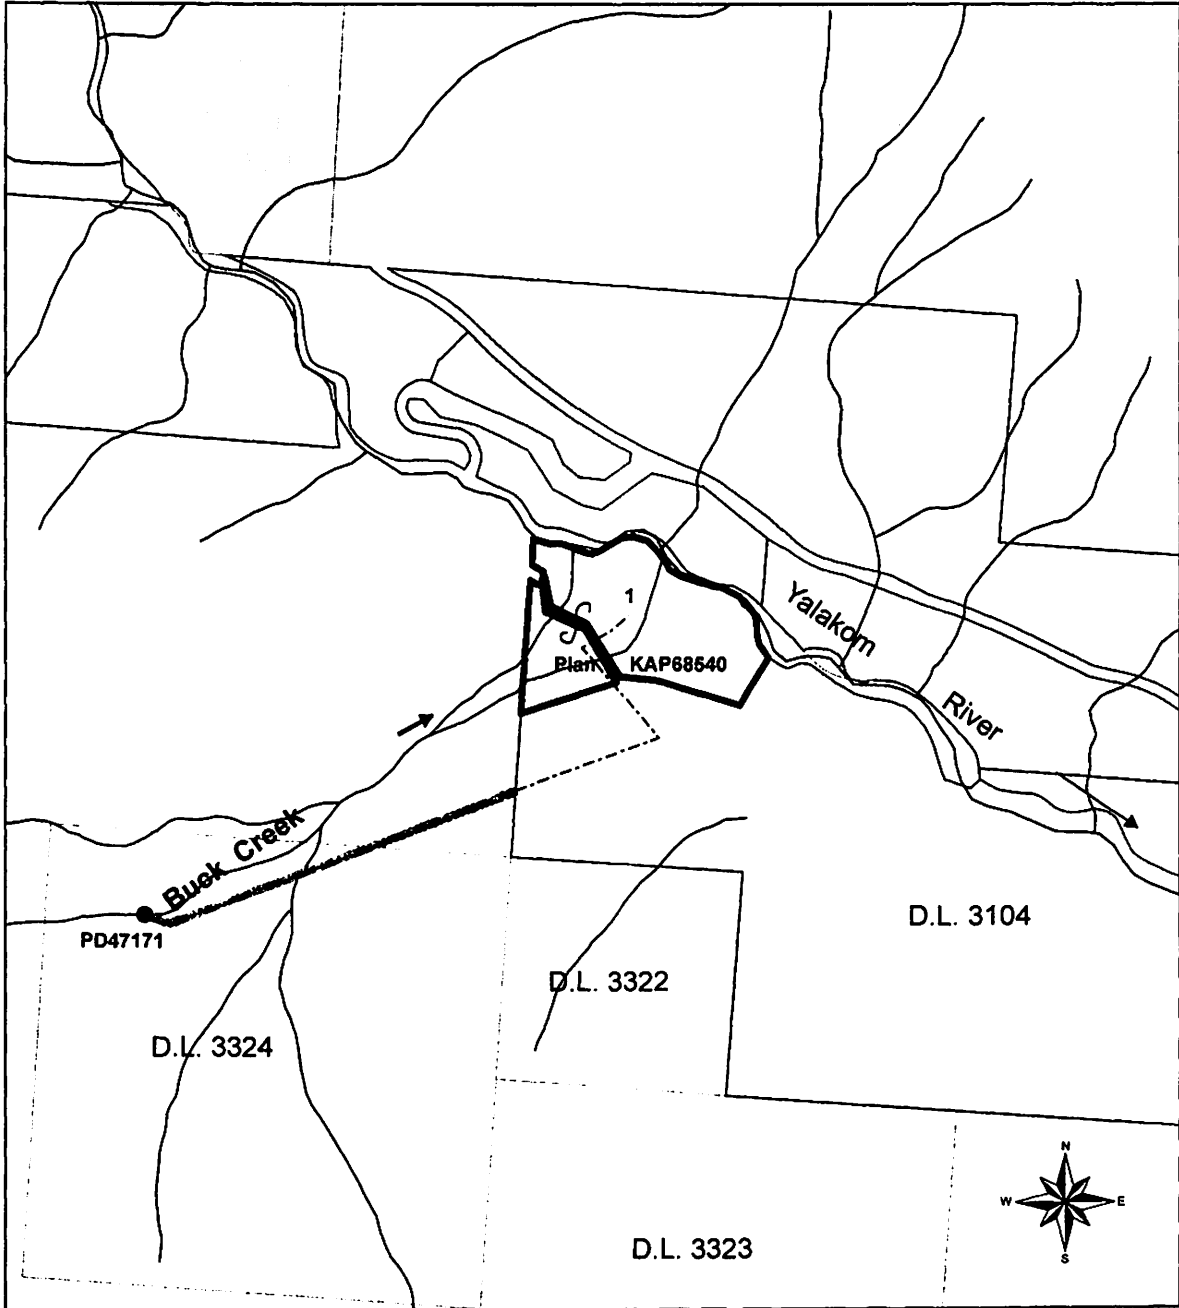 1
Yalakom
Plan KAP68540
River
Buck Creek
PD47171
D.L. 3104
D.L. 3322
D.L. 3324
D.L. 3323
N
W E
S